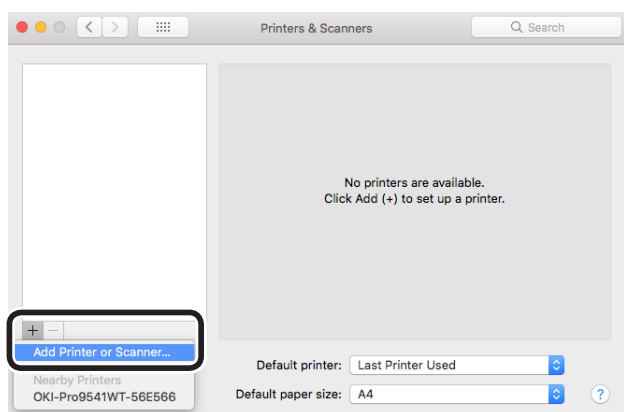 Printers & Scanners
Search
No printers are available.
Click Add (+) to set up a printer.
+ −
Add Printer or Scanner...
Nearby Printers
OKI-Pro9541WT-56E566
Default printer: Last Printer Used
Default paper size: A4
?